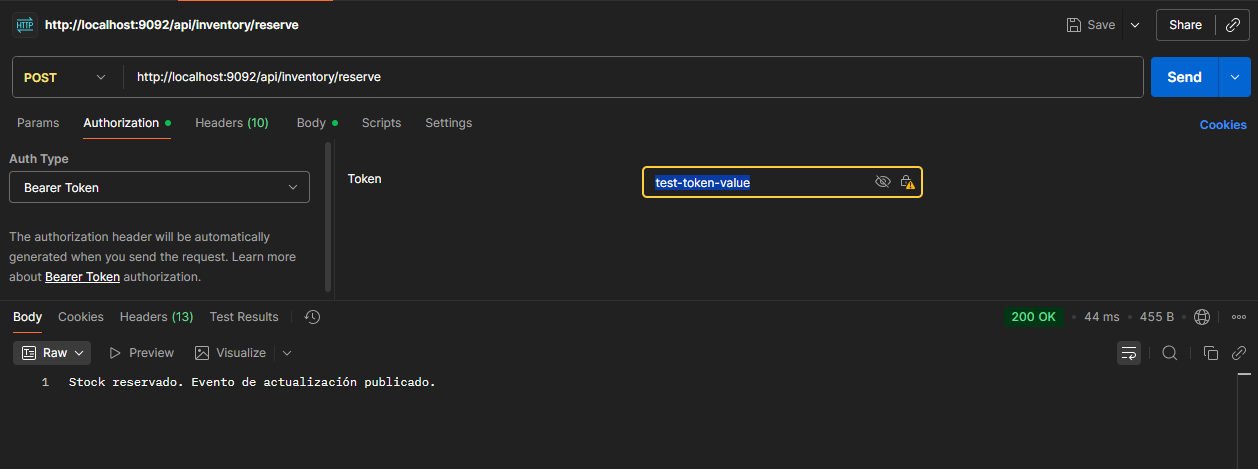 HTTP http://localhost:9092/api/inventory/reserve Save Share
POST http://localhost:9092/api/inventory/reserve Send
Params Authorization Headers (10) Body Scripts Settings Cookies
Auth Type
Bearer Token
Token test-token-value
The authorization header will be automatically
generated when you send the request. Learn more
about Bearer Token authorization.
Body Cookies Headers (13) Test Results 200 OK • 44 ms • 455 B •
Raw Preview Visualize
1 Stock reservado. Evento de actualización publicado.